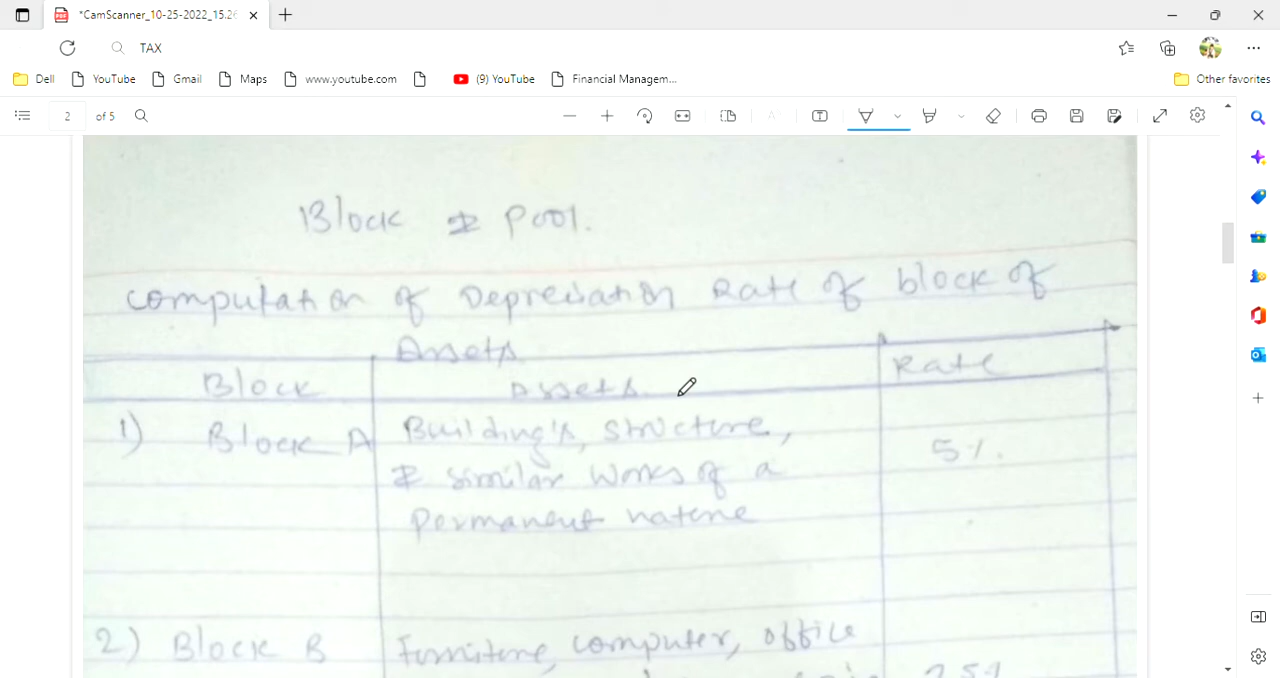 *CamScanner_10-25-2022_15.26
TAX
Dell YouTube Gmail Maps www.youtube.com (9) YouTube Financial Managem... Other favorites
2 of 5
Block & Pool.
computation of Depreciation Rate of block of
Assets
Block Assets. Rate
1) Block A Building's, structure, 5%.
& similar works of a
permanent nature
2) Block B Furniture, computer, office
25%